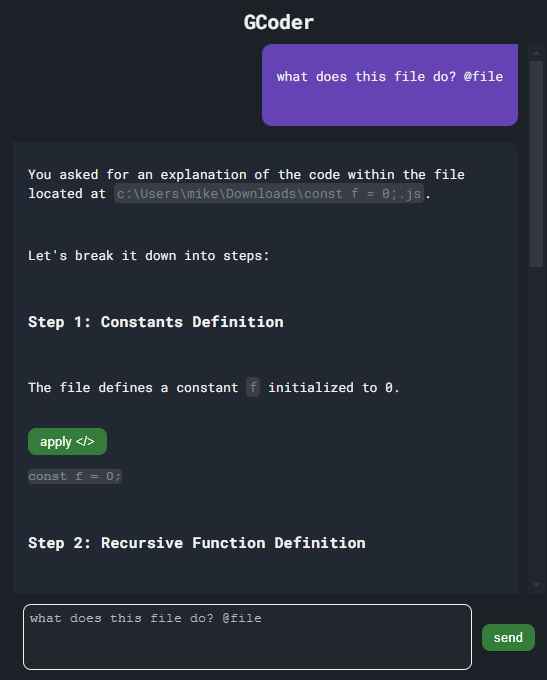 GCoder
what does this file do? @file
You asked for an explanation of the code within the file
located at c:\Users\mike\Downloads\const f = 0;.js.
Let's break it down into steps:
Step 1: Constants Definition
The file defines a constant f initialized to 0.
apply </>
const f = 0;
Step 2: Recursive Function Definition
what does this file do? @file
send